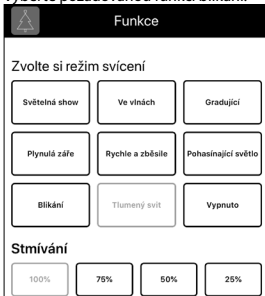 Vyberte požadovanou funkci blikání.
Funkce
Zvolte si režim svícení
Světelná show
Ve vlnách
Gradující
Plynulá záře
Rychle a zběsile
Pohasínající světlo
Blikání
Tlumený svit
Vypnuto
Stmívání
100%
75%
50%
25%